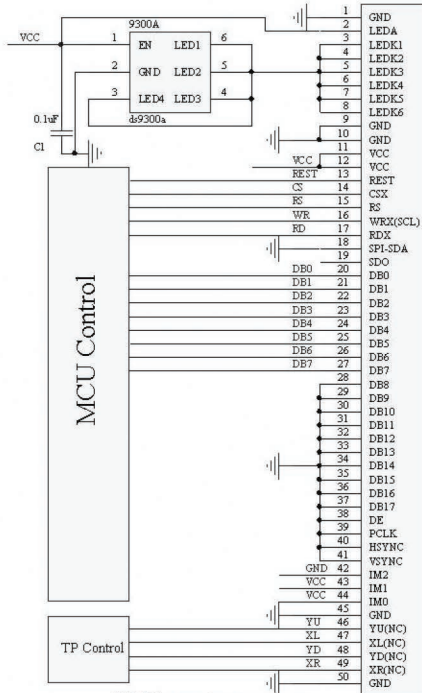 9300A
VCC
1 EN LED1 6
2 GND LED2 5
3 LED4 LED3 4
ds9300a
0.1uF
C1
MCU Control
TP Control
1 GND
2 LEDA
3 LEDK1
4 LEDK2
5 LEDK3
6 LEDK4
7 LEDK5
8 LEDK6
9 GND
10 GND
11 VCC
VCC 12 VCC
REST 13 REST
CS 14 CSX
RS 15 RS
WR 16 WRX(SCL)
RD 17 RDX
18 SPI-SDA
19 SDO
DB0 20 DB0
DB1 21 DB1
DB2 22 DB2
DB3 23 DB3
DB4 24 DB4
DB5 25 DB5
DB6 26 DB6
DB7 27 DB7
28 DB8
29 DB9
30 DB10
31 DB11
32 DB12
33 DB13
34 DB14
35 DB15
36 DB16
37 DB17
38 DE
39 PCLK
40 HSYNC
41 VSYNC
GND 42 IM2
VCC 43 IM1
VCC 44 IM0
45 GND
YU 46 YU(NC)
XL 47 XL(NC)
YD 48 YD(NC)
XR 49 XR(NC)
50 GND